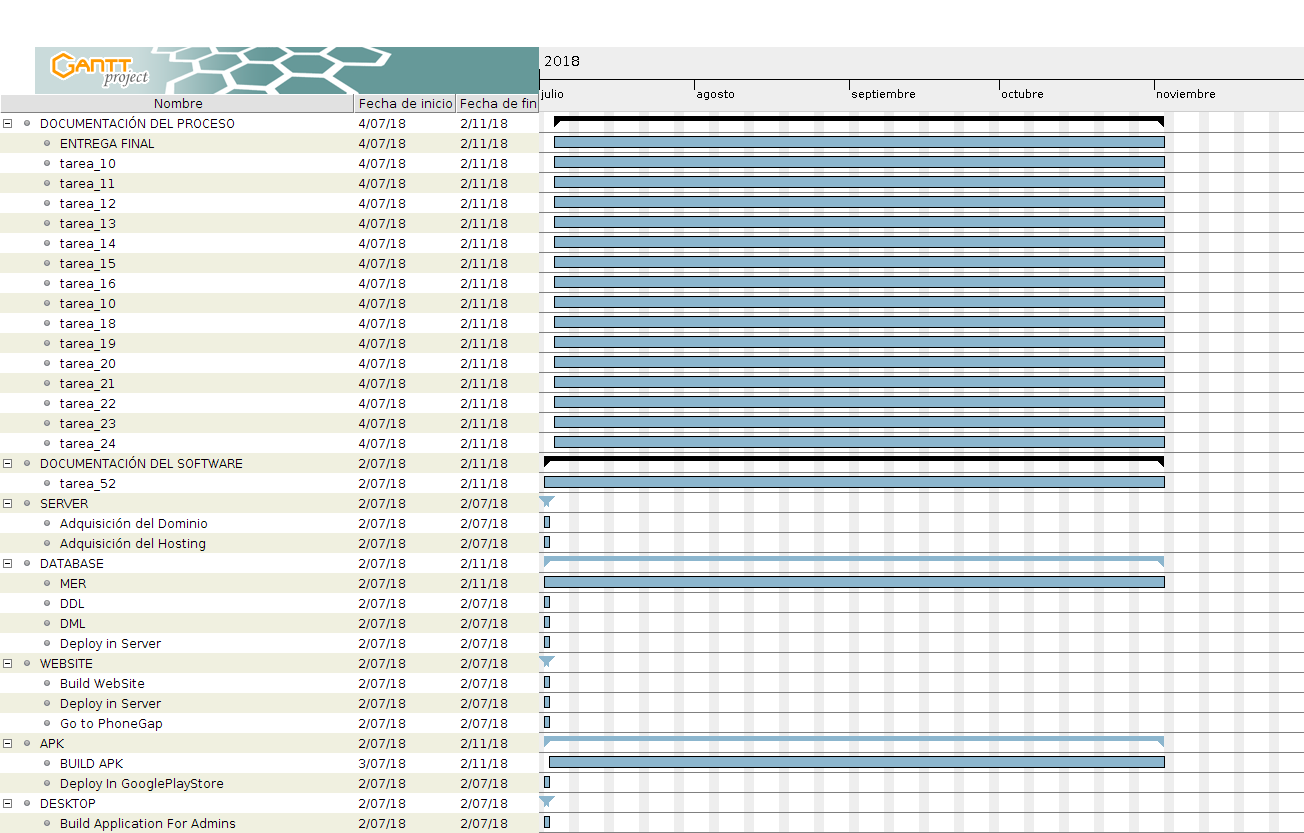 GANTT
project
2018
julio agosto septiembre octubre noviembre
Nombre Fecha de inicio Fecha de fin
DOCUMENTACIÓN DEL PROCESO 4/07/18 2/11/18
ENTREGA FINAL 4/07/18 2/11/18
tarea_10 4/07/18 2/11/18
tarea_11 4/07/18 2/11/18
tarea_12 4/07/18 2/11/18
tarea_13 4/07/18 2/11/18
tarea_14 4/07/18 2/11/18
tarea_15 4/07/18 2/11/18
tarea_16 4/07/18 2/11/18
tarea_10 4/07/18 2/11/18
tarea_18 4/07/18 2/11/18
tarea_19 4/07/18 2/11/18
tarea_20 4/07/18 2/11/18
tarea_21 4/07/18 2/11/18
tarea_22 4/07/18 2/11/18
tarea_23 4/07/18 2/11/18
tarea_24 4/07/18 2/11/18
DOCUMENTACIÓN DEL SOFTWARE 2/07/18 2/11/18
tarea_52 2/07/18 2/11/18
SERVER 2/07/18 2/07/18
Adquisición del Dominio 2/07/18 2/07/18
Adquisición del Hosting 2/07/18 2/07/18
DATABASE 2/07/18 2/11/18
MER 2/07/18 2/11/18
DDL 2/07/18 2/07/18
DML 2/07/18 2/07/18
Deploy in Server 2/07/18 2/07/18
WEBSITE 2/07/18 2/07/18
Build WebSite 2/07/18 2/07/18
Deploy in Server 2/07/18 2/07/18
Go to PhoneGap 2/07/18 2/07/18
APK 2/07/18 2/11/18
BUILD APK 3/07/18 2/11/18
Deploy In GooglePlayStore 2/07/18 2/07/18
DESKTOP 2/07/18 2/07/18
Build Application For Admins 2/07/18 2/07/18